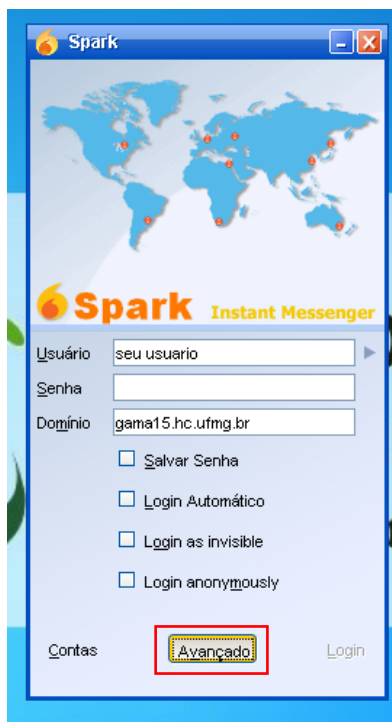 Spark
Spark Instant Messenger
Usuário seu usuario
Senha
Domínio gama15.hc.ufmg.br
Salvar Senha
Login Automático
Login as invisible
Login anonymously
Contas Avançado Login